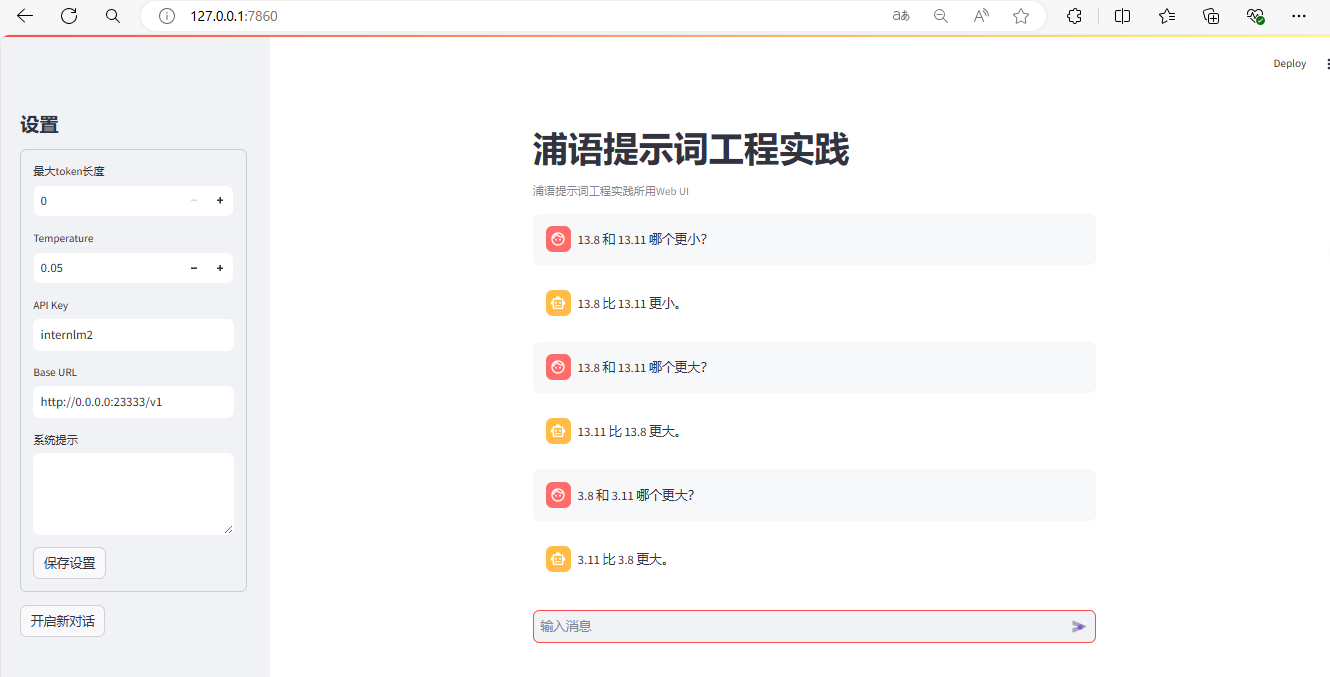 127.0.0.1:7860
Deploy
设置
最大token长度
0
Temperature
0.05
API Key
internlm2
Base URL
http://0.0.0.0:23333/v1
系统提示
保存设置
开启新对话
浦语提示词工程实践
浦语提示词工程实践所用Web UI
13.8 和 13.11 哪个更小?
13.8 比 13.11 更小。
13.8 和 13.11 哪个更大?
13.11 比 13.8 更大。
3.8 和 3.11 哪个更大?
3.11 比 3.8 更大。
输入消息